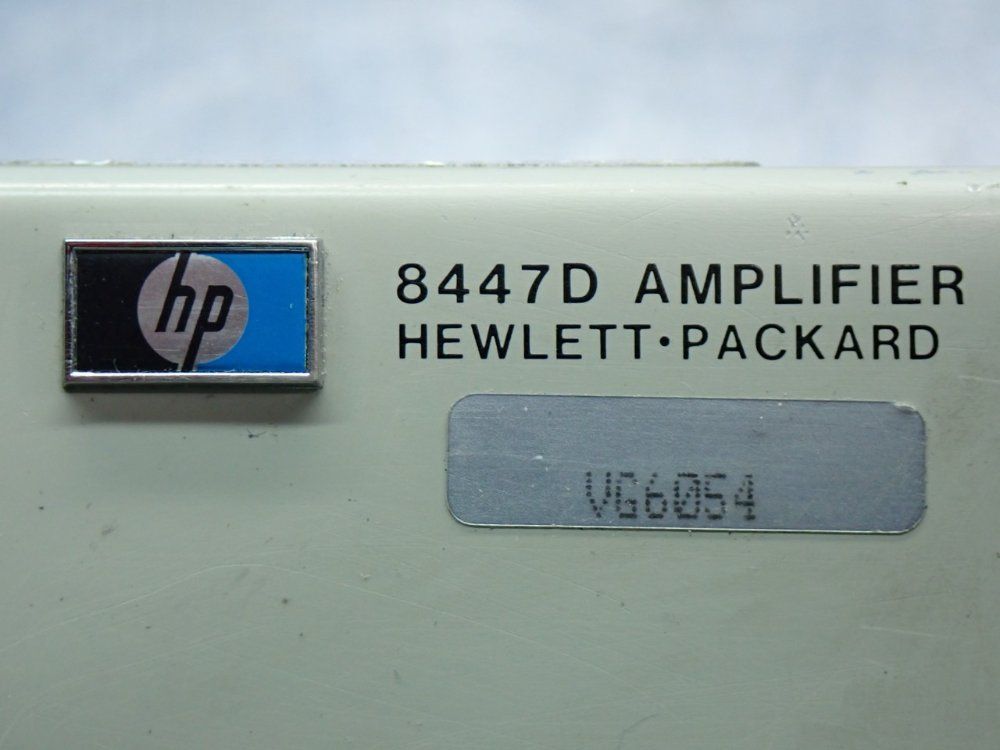 hp
8447D AMPLIFIER
HEWLETT·PACKARD
VG6054